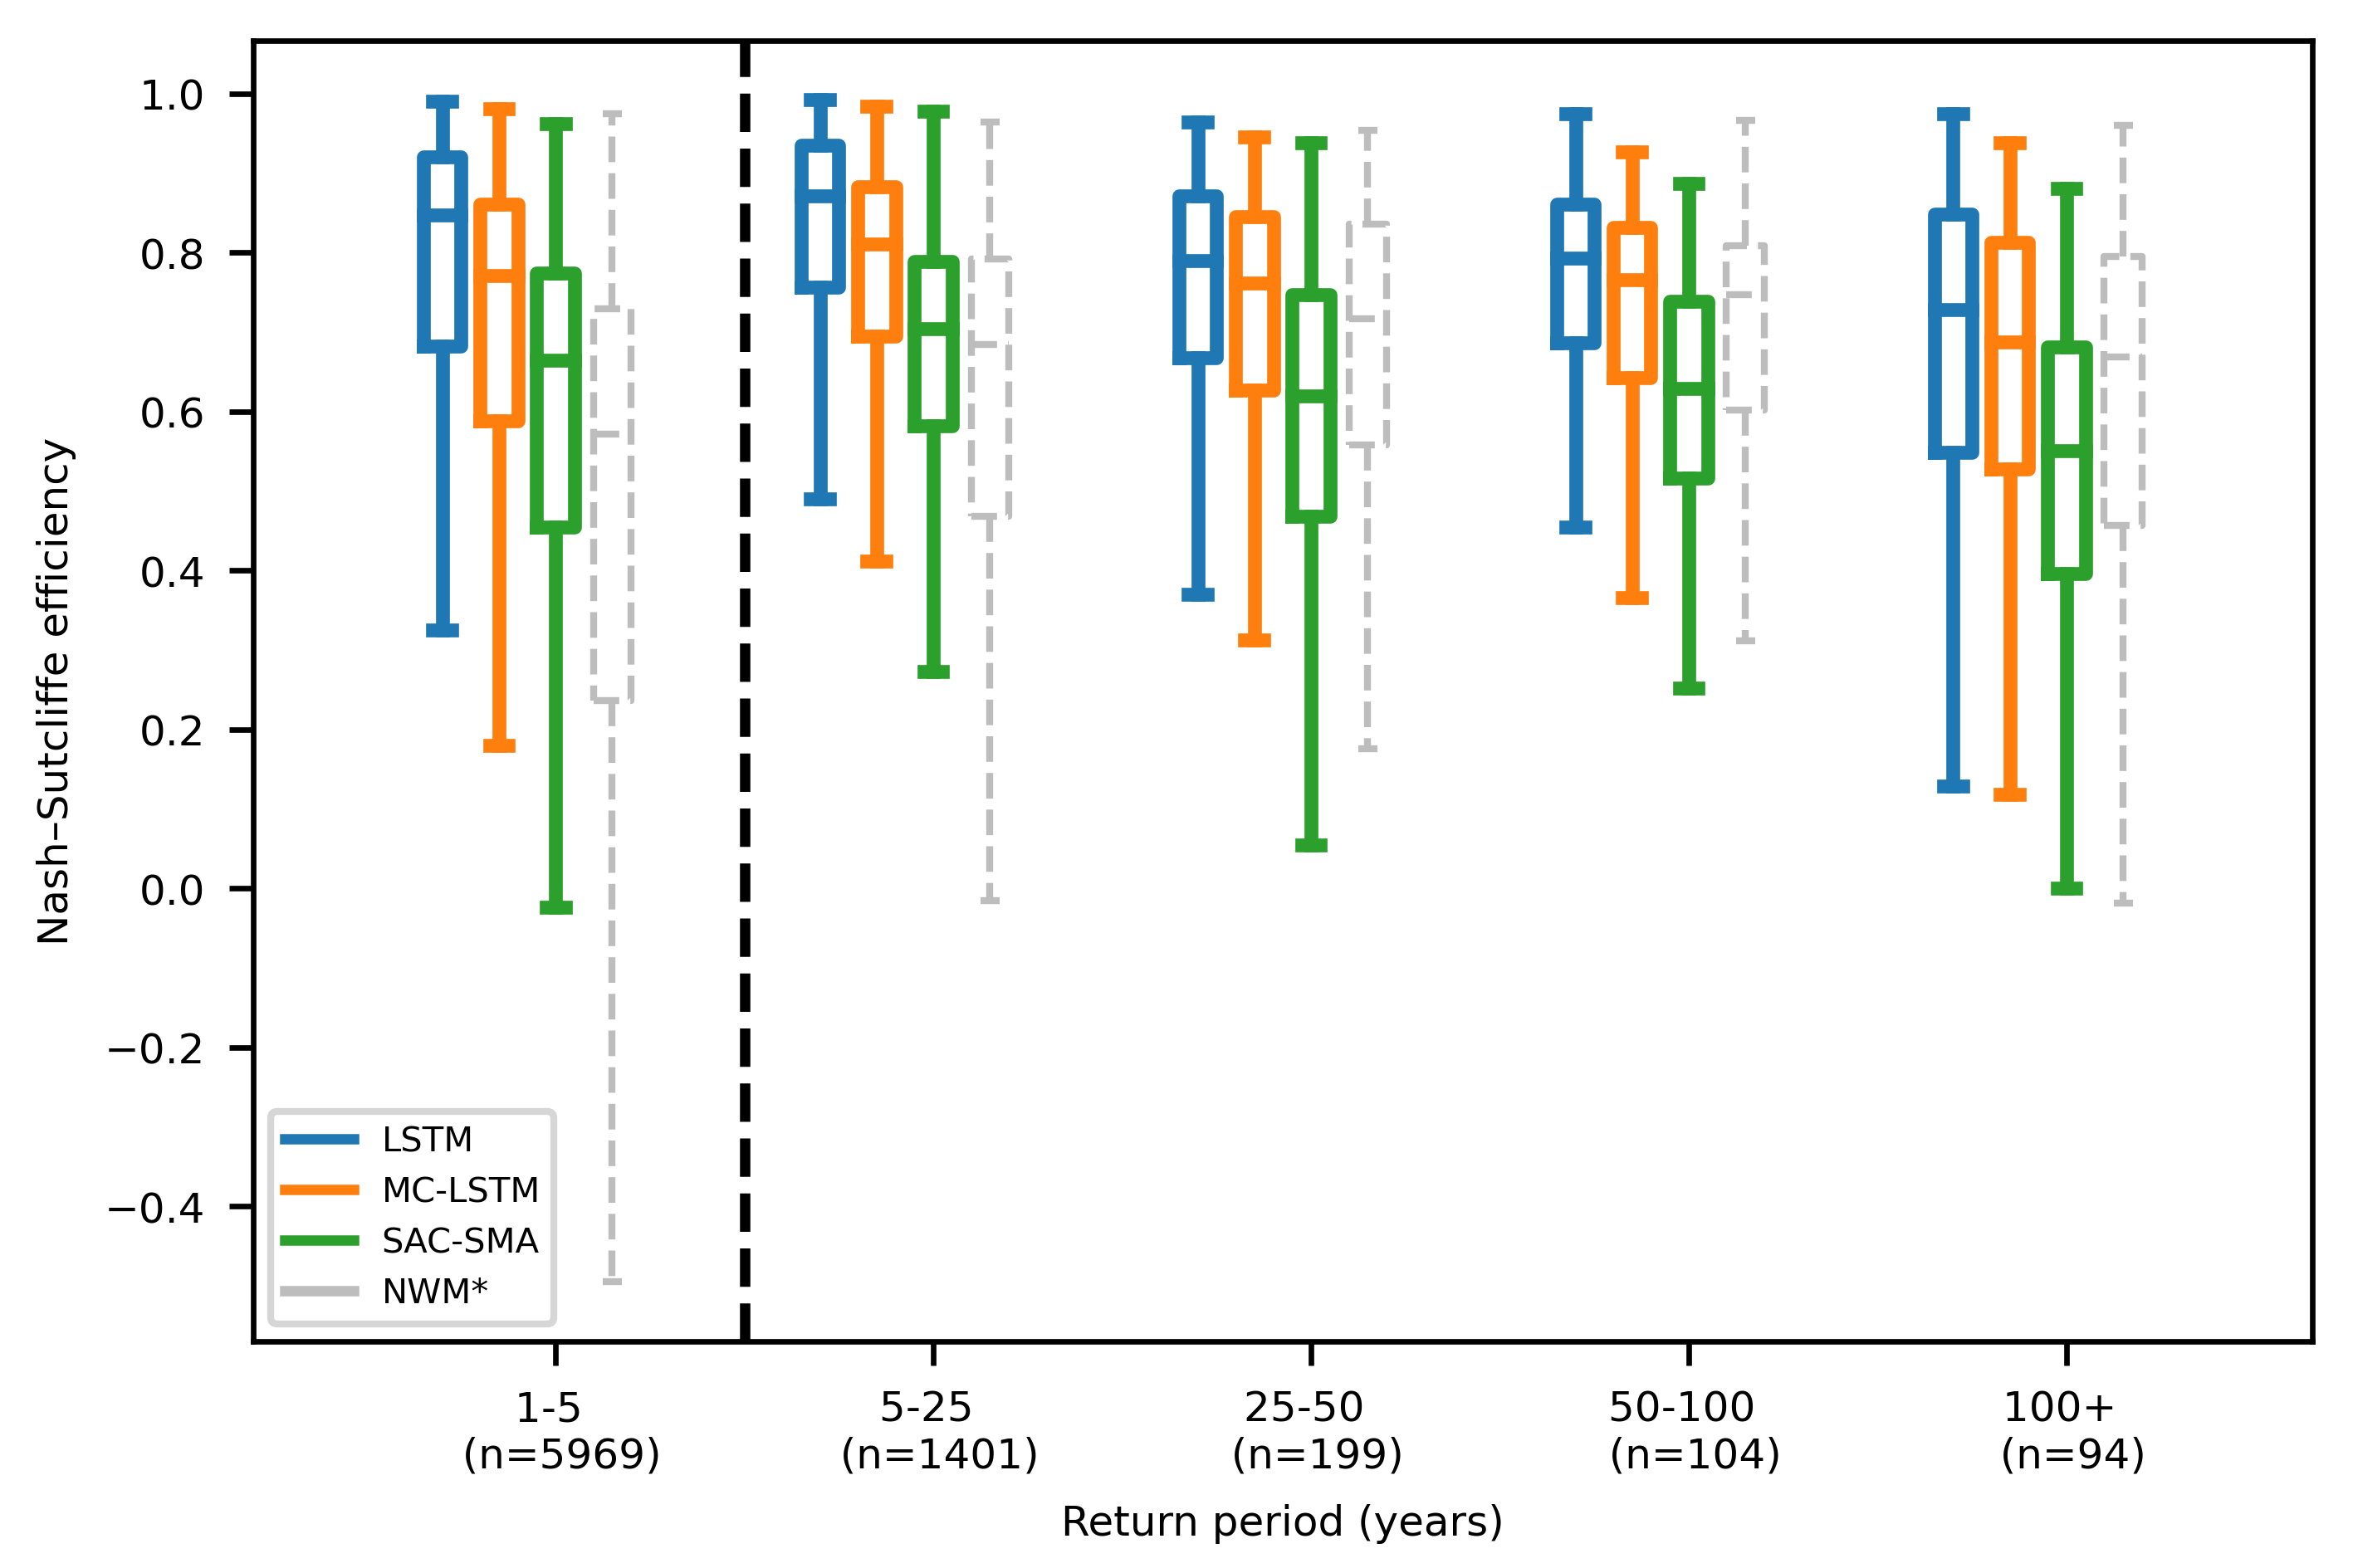 Nash–Sutcliffe efficiency
1.0
0.8
0.6
0.4
0.2
0.0
−0.2
−0.4
LSTM
MC-LSTM
SAC-SMA
NWM*
1-5
(n=5969)
5-25
(n=1401)
25-50
(n=199)
50-100
(n=104)
100+
(n=94)
Return period (years)